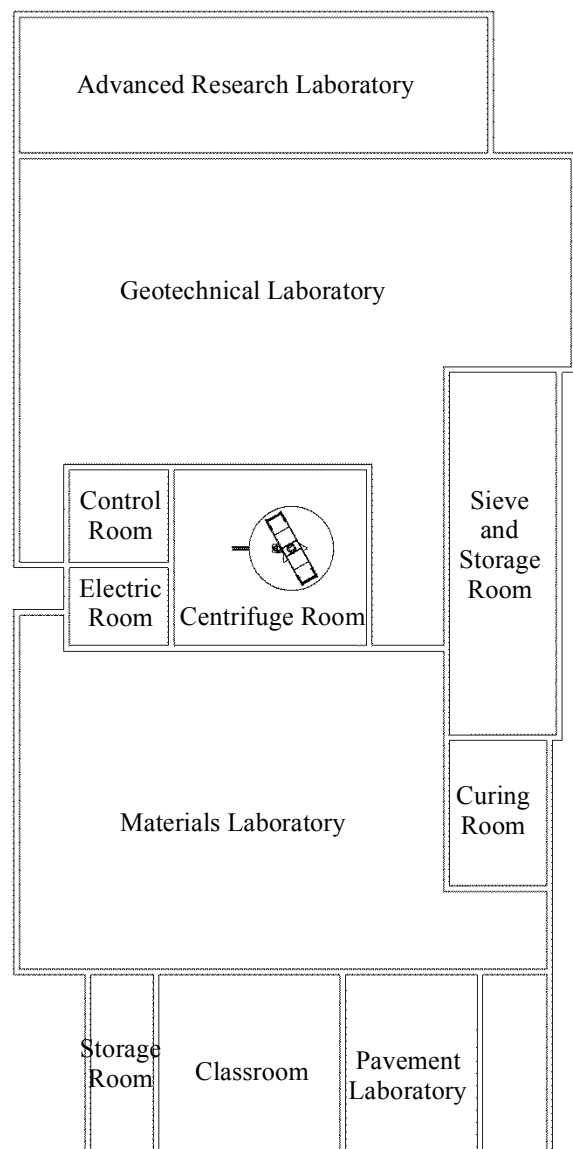 Advanced Research Laboratory
Geotechnical Laboratory
Control
Room
Sieve
and
Storage
Room
Electric
Room
Centrifuge Room
Materials Laboratory
Curing
Room
Storage
Room
Classroom
Pavement
Laboratory